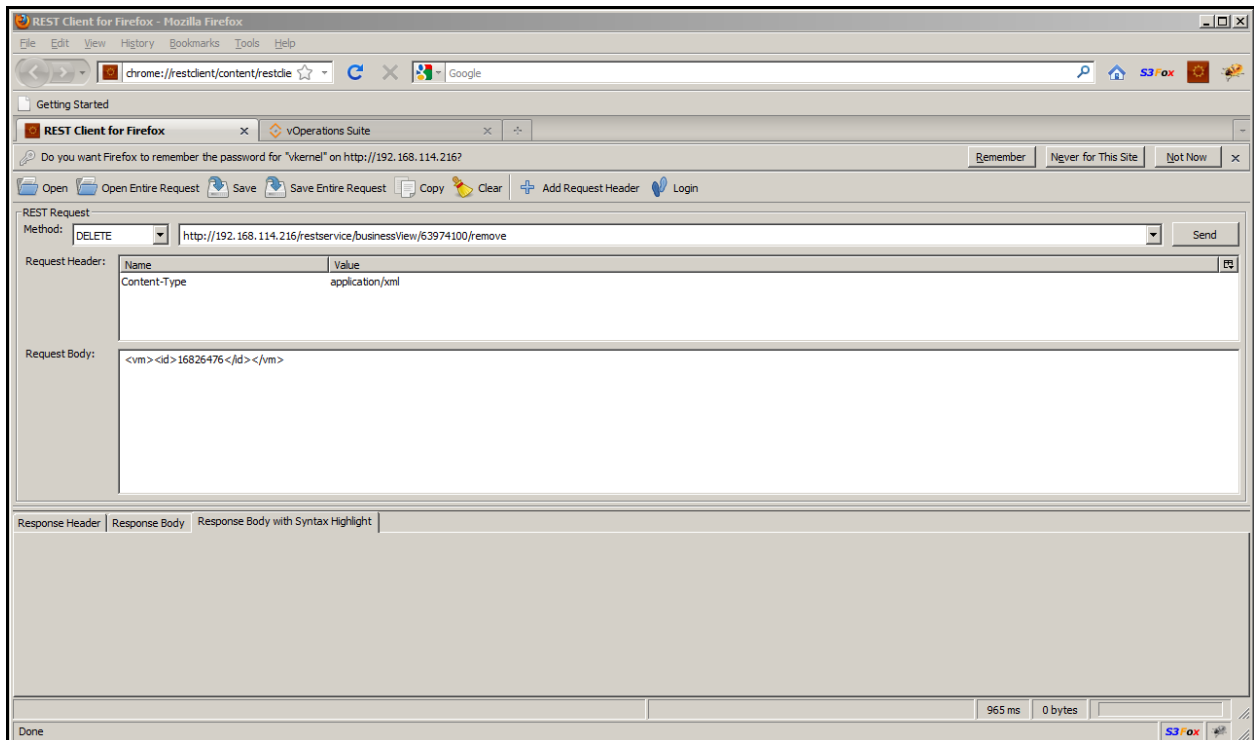 REST Client for Firefox - Mozilla Firefox
File Edit View History Bookmarks Tools Help
chrome://restclient/content/restclie Google S3Fox
Getting Started
REST Client for Firefox vOperations Suite
Do you want Firefox to remember the password for "vkernel" on http://192.168.114.216? Remember Never for This Site Not Now
Open Open Entire Request Save Save Entire Request Copy Clear Add Request Header Login
REST Request
Method: DELETE http://192.168.114.216/restservice/businessView/63974100/remove Send
Request Header: Name Value
Content-Type application/xml
Request Body: <vm><id>16826476</id></vm>
Response Header Response Body Response Body with Syntax Highlight
965 ms 0 bytes
Done S3Fox